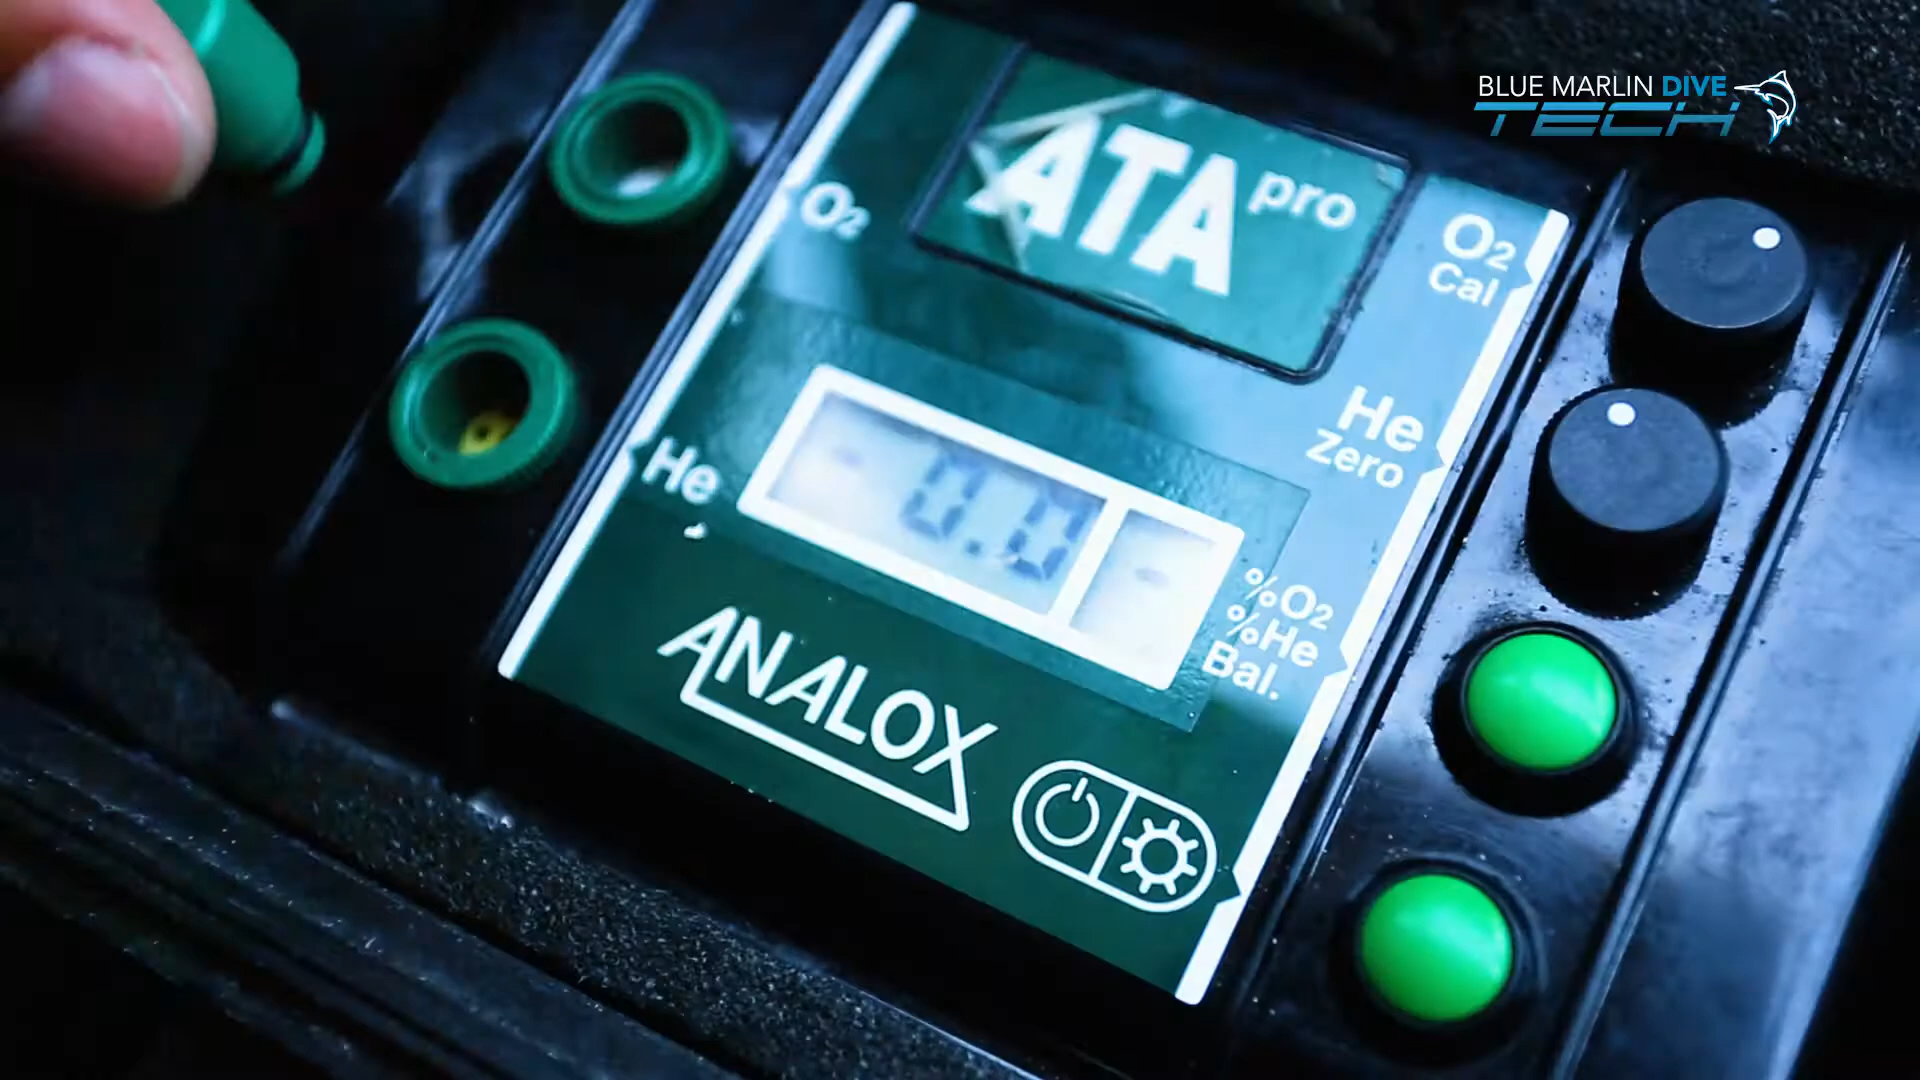 BLUE MARLIN DIVE
TECH
ATA pro
O2
O2
Cal
He
Zero
He
- 0.0 -
%O2
%He
Bal.
ANALOX